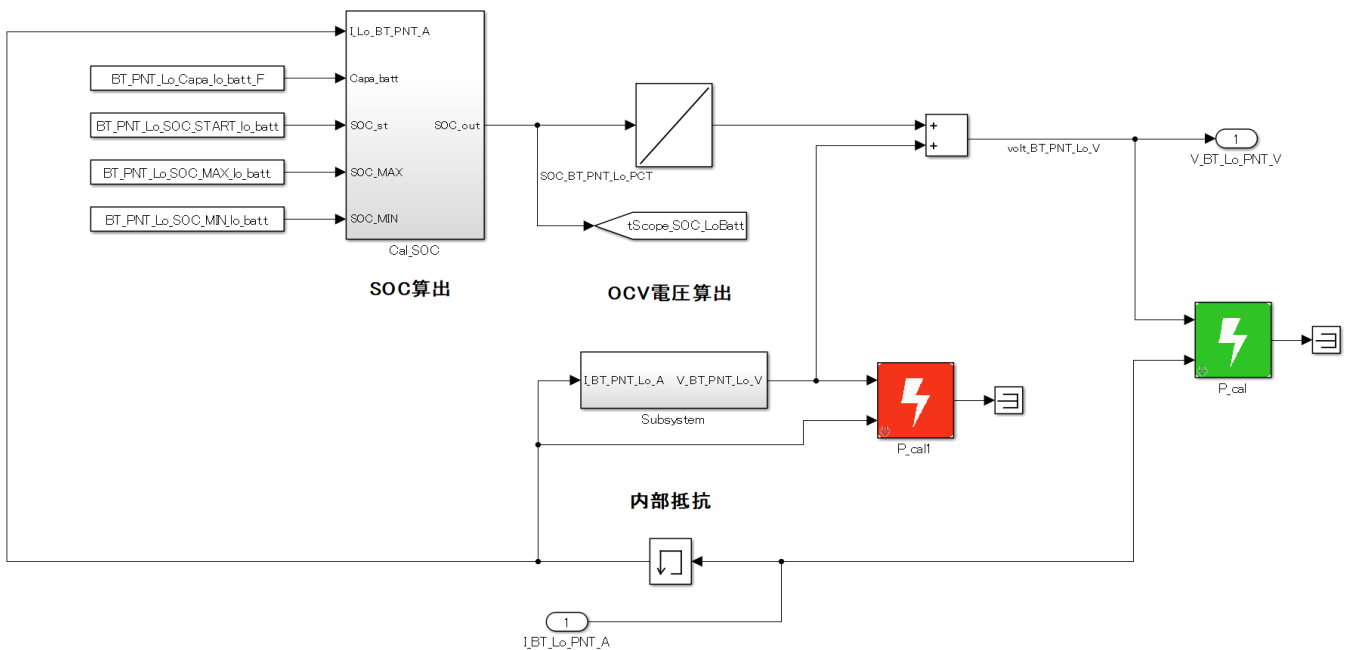 I_Lo_BT_PNT_A
BT_PNT_Lo_Capa_lo_batt_F
Capa_batt
BT_PNT_Lo_SOC_START_lo_batt
SOC_st
SOC_out
BT_PNT_Lo_SOC_MAX_lo_batt
SOC_MAX
BT_PNT_Lo_SOC_MIN_lo_batt
SOC_MIN
Cal_SOC
SOC算出
SOC_BT_PNT_Lo_PCT
tScope_SOC_LoBatt
OCV電圧算出
+
+
volt_BT_PNT_Lo_V
1
V_BT_Lo_PNT_V
P_cal
I_BT_PNT_Lo_A
V_BT_PNT_Lo_V
Subsystem
P_cal1
内部抵抗
1
I_BT_Lo_PNT_A